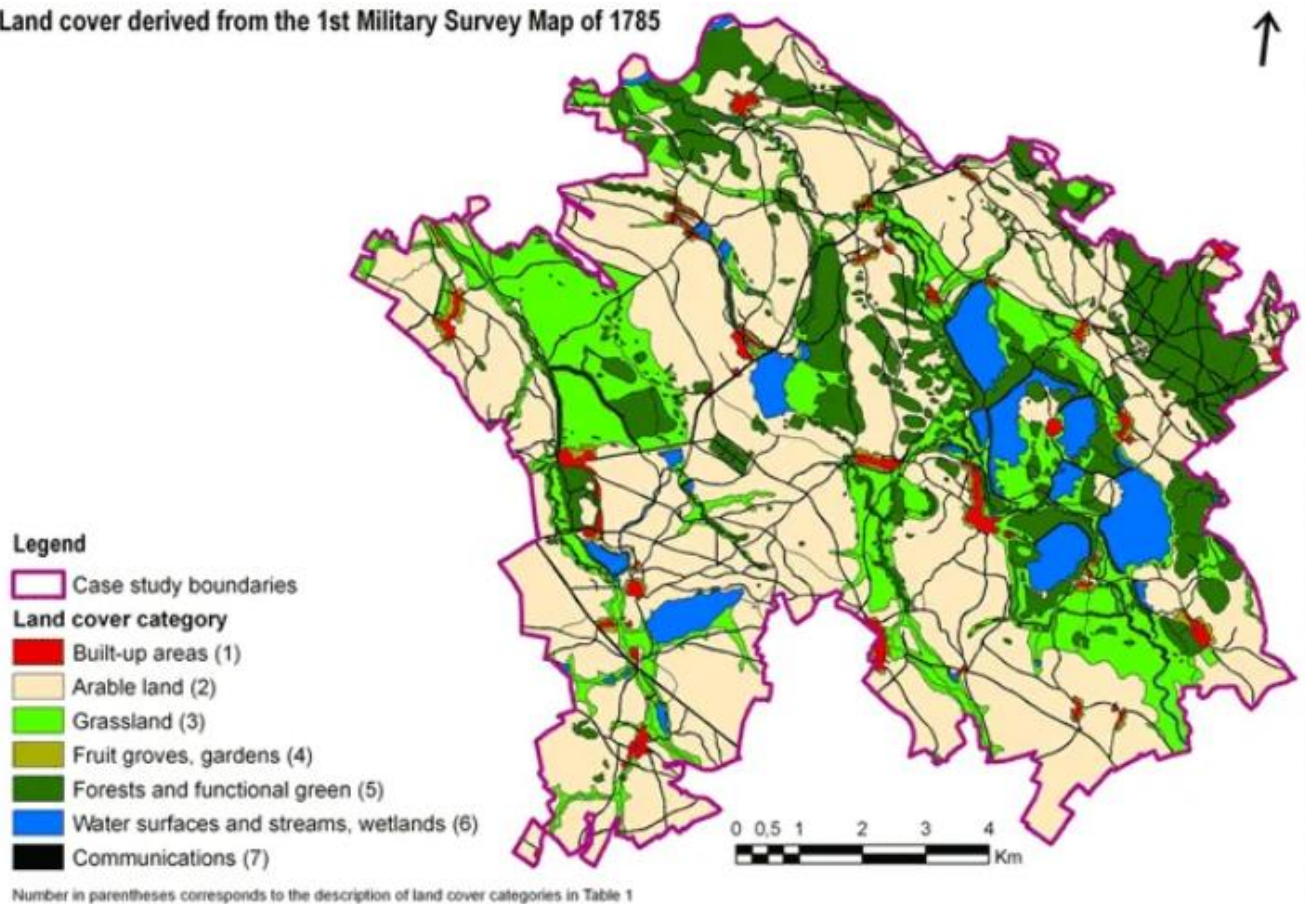 Land cover derived from the 1st Military Survey Map of 1785
Legend
Case study boundaries
Land cover category
Built-up areas (1)
Arable land (2)
Grassland (3)
Fruit groves, gardens (4)
Forests and functional green (5)
Water surfaces and streams, wetlands (6)
Communications (7)
0 0,5 1 2 3 4
Km
Number in parentheses corresponds to the description of land cover categories in Table 1